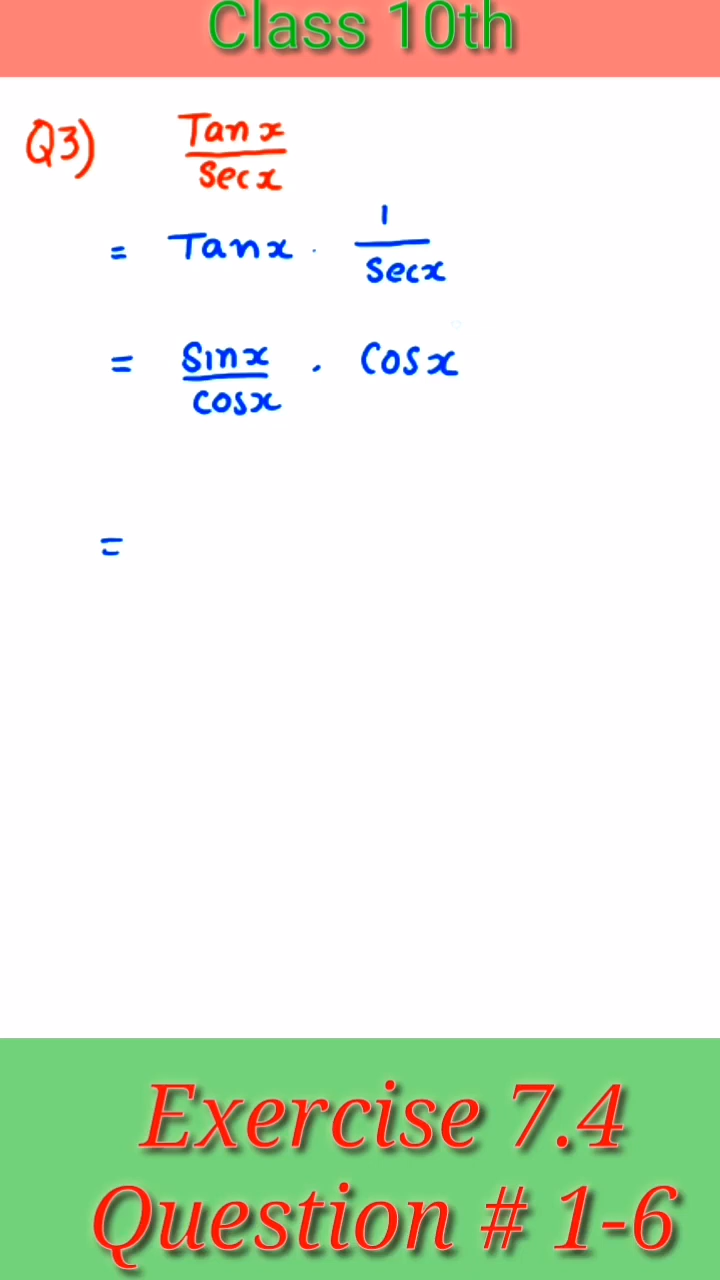 Class 10th
Q3) Tan x / Sec x
= Tan x . 1 / Sec x
= Sin x / Cos x . Cos x
=
Exercise 7.4
Question # 1-6